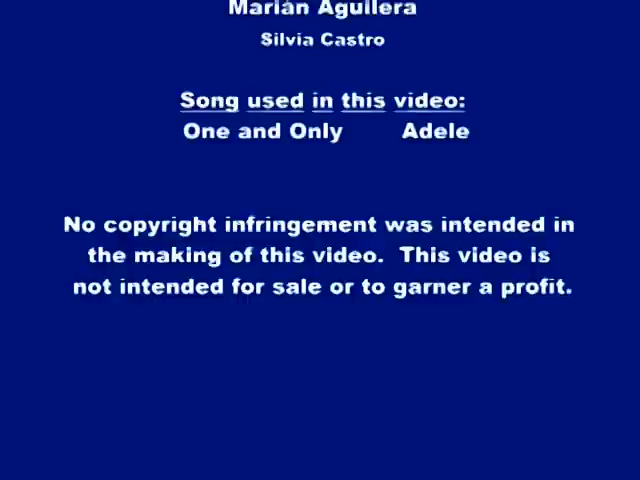 Marián Aguilera
Silvia Castro
Song used in this video:
One and Only Adele
No copyright infringement was intended in
the making of this video. This video is
not intended for sale or to garner a profit.